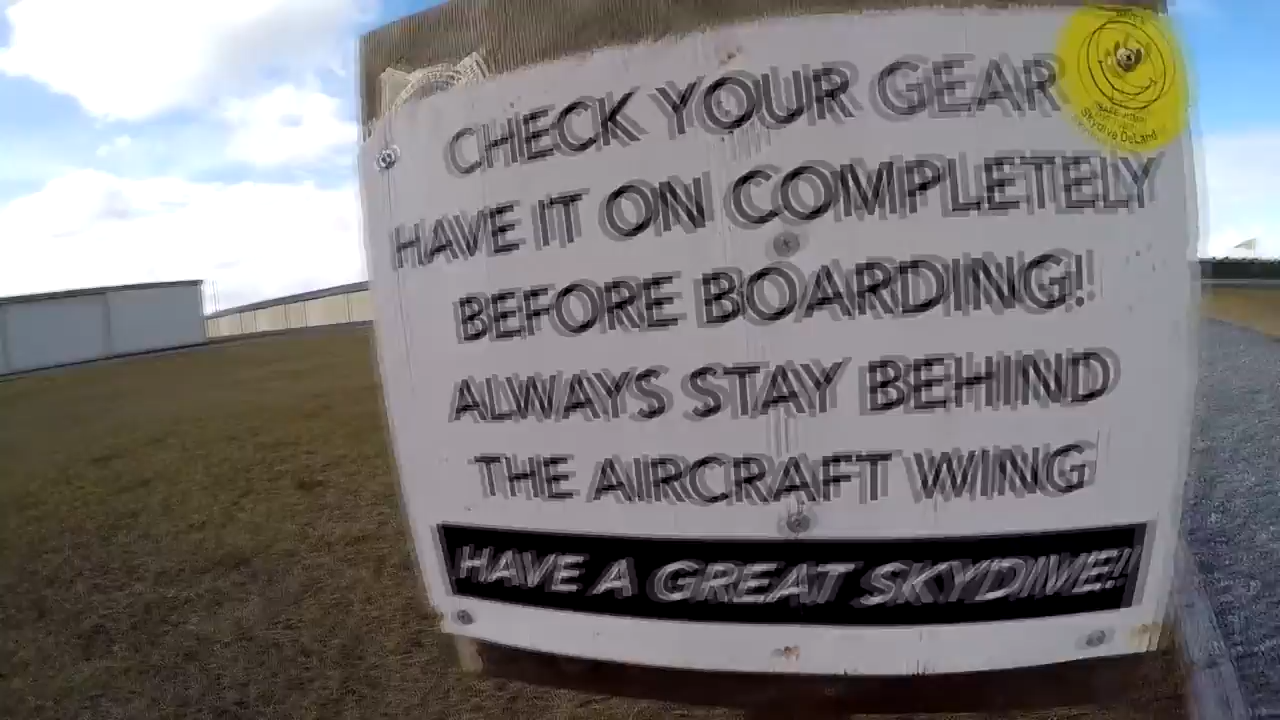 CHECK YOUR GEAR
HAVE IT ON COMPLETELY
BEFORE BOARDING!!
ALWAYS STAY BEHIND
THE AIRCRAFT WING
HAVE A GREAT SKYDIVE!!
Skydive DeLand